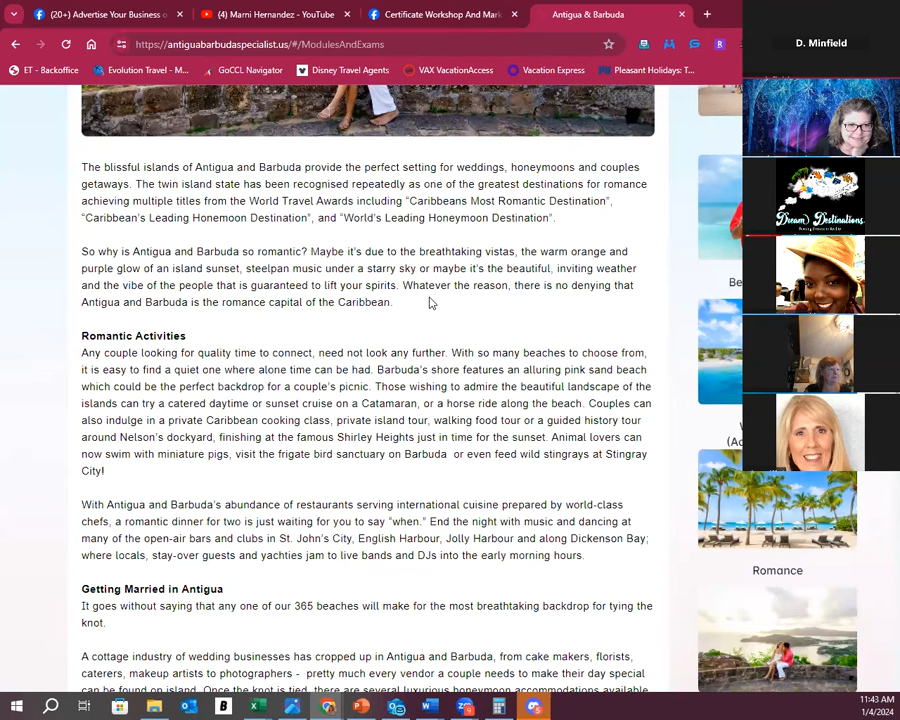 (20+) Advertise Your Business o
(4) Marni Hernandez - YouTube
Certificate Workshop And Mark
Antigua & Barbuda
https://antiguabarbudaspecialist.us/#/ModulesAndExams
ET - Backoffice
Evolution Travel - M...
GoCCL Navigator
Disney Travel Agents
VAX VacationAccess
Vacation Express
Pleasant Holidays: T...
D. Minfield
The blissful islands of Antigua and Barbuda provide the perfect setting for weddings, honeymoons and couples
getaways. The twin island state has been recognised repeatedly as one of the greatest destinations for romance
achieving multiple titles from the World Travel Awards including “Caribbeans Most Romantic Destination”,
“Caribbean’s Leading Honemoon Destination”, and “World’s Leading Honeymoon Destination”.
So why is Antigua and Barbuda so romantic? Maybe it’s due to the breathtaking vistas, the warm orange and
purple glow of an island sunset, steelpan music under a starry sky or maybe it’s the beautiful, inviting weather
and the vibe of the people that is guaranteed to lift your spirits. Whatever the reason, there is no denying that
Antigua and Barbuda is the romance capital of the Caribbean.
Romantic Activities
Any couple looking for quality time to connect, need not look any further. With so many beaches to choose from,
it is easy to find a quiet one where alone time can be had. Barbuda’s shore features an alluring pink sand beach
which could be the perfect backdrop for a couple’s picnic. Those wishing to admire the beautiful landscape of the
islands can try a catered daytime or sunset cruise on a Catamaran, or a horse ride along the beach. Couples can
also indulge in a private Caribbean cooking class, private island tour, walking food tour or a guided history tour
around Nelson’s dockyard, finishing at the famous Shirley Heights just in time for the sunset. Animal lovers can
now swim with miniature pigs, visit the frigate bird sanctuary on Barbuda or even feed wild stingrays at Stingray
City!
With Antigua and Barbuda’s abundance of restaurants serving international cuisine prepared by world-class
chefs, a romantic dinner for two is just waiting for you to say “when.” End the night with music and dancing at
many of the open-air bars and clubs in St. John’s City, English Harbour, Jolly Harbour and along Dickenson Bay;
where locals, stay-over guests and yachties jam to live bands and DJs into the early morning hours.
Getting Married in Antigua
It goes without saying that any one of our 365 beaches will make for the most breathtaking backdrop for tying the
knot.
A cottage industry of wedding businesses has cropped up in Antigua and Barbuda, from cake makers, florists,
caterers, makeup artists to photographers - pretty much every vendor a couple needs to make their day special
can be found on island. Once the knot is tied, there are several luxurious honeymoon accommodations available
Be
(Ad
Romance
Dream Destinations
11:43 AM
1/4/2024